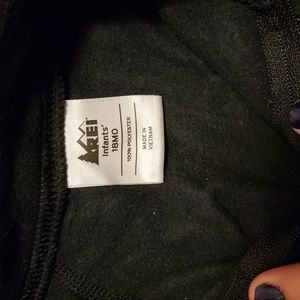 REI
Infants'
18MO
100% POLYESTER
MADE IN
VIETNAM